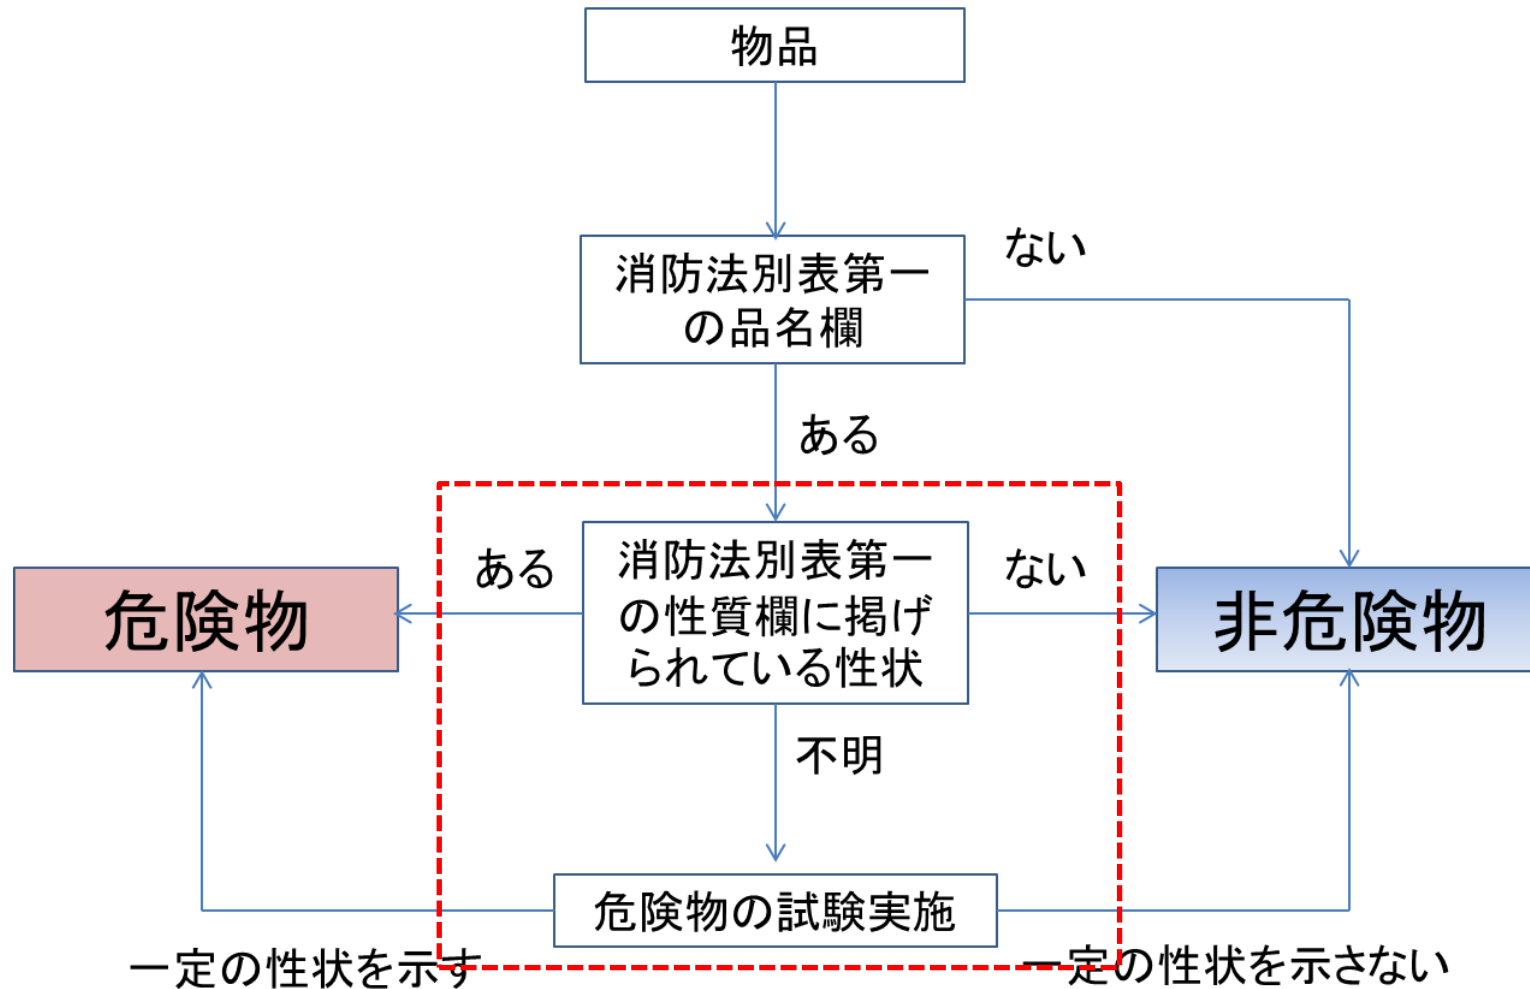 物品
消防法別表第一
の品名欄
ない
ある
ある
消防法別表第一
の性質欄に掲げ
られている性状
ない
危険物
非危険物
不明
危険物の試験実施
一定の性状を示す
一定の性状を示さない